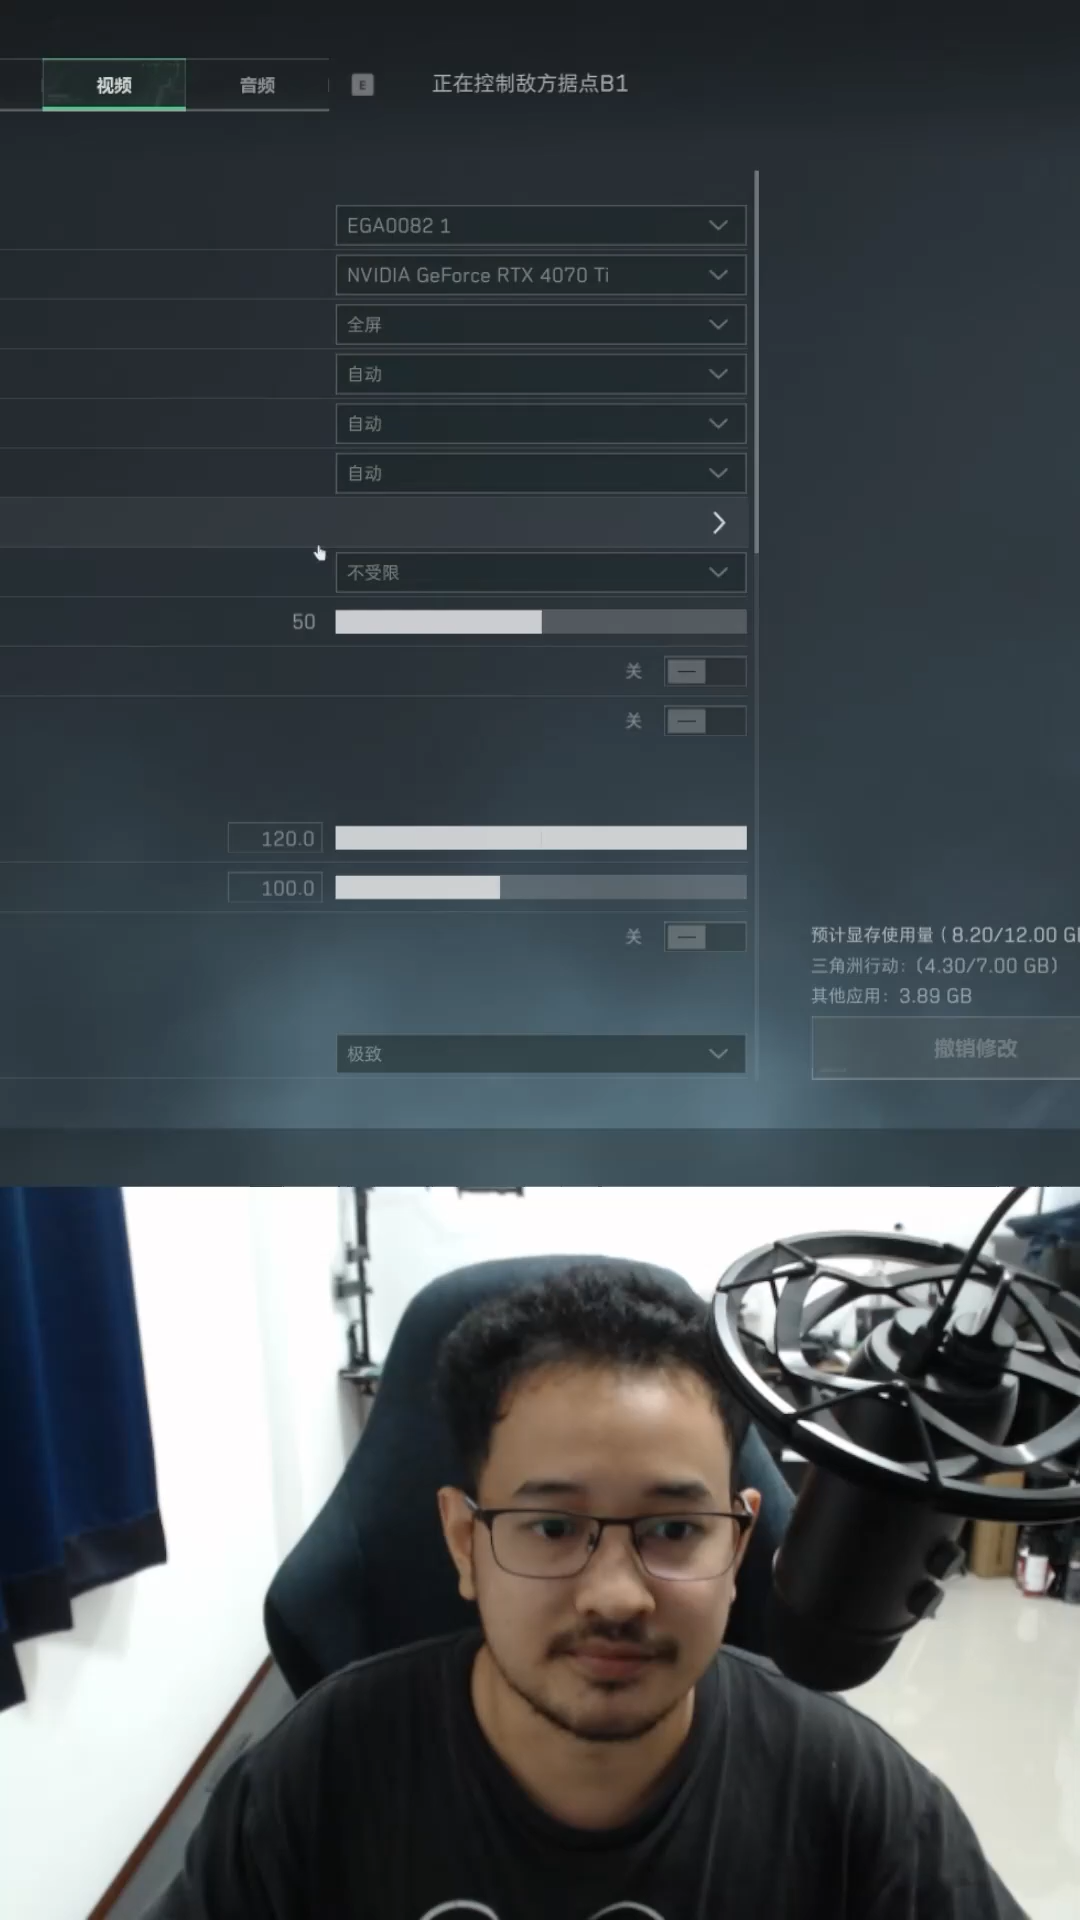 视频
音频
E
正在控制敌方据点B1
EGA0082 1
NVIDIA GeForce RTX 4070 Ti
全屏
自动
自动
自动
不受限
50
关
关
120.0
100.0
关
预计显存使用量 ( 8.20/12.00 G
三角洲行动: (4.30/7.00 GB)
其他应用: 3.89 GB
极致
撤销修改